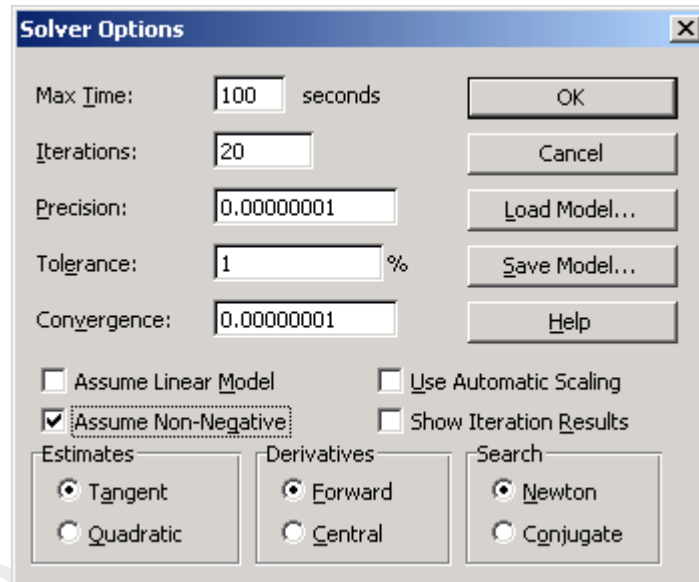 Solver Options
Max Time: 100 seconds OK
Iterations: 20 Cancel
Precision: 0.00000001 Load Model...
Tolerance: 1 % Save Model...
Convergence: 0.00000001 Help
Assume Linear Model Use Automatic Scaling
Assume Non-Negative Show Iteration Results
Estimates Derivatives Search
Tangent Forward Newton
Quadratic Central Conjugate